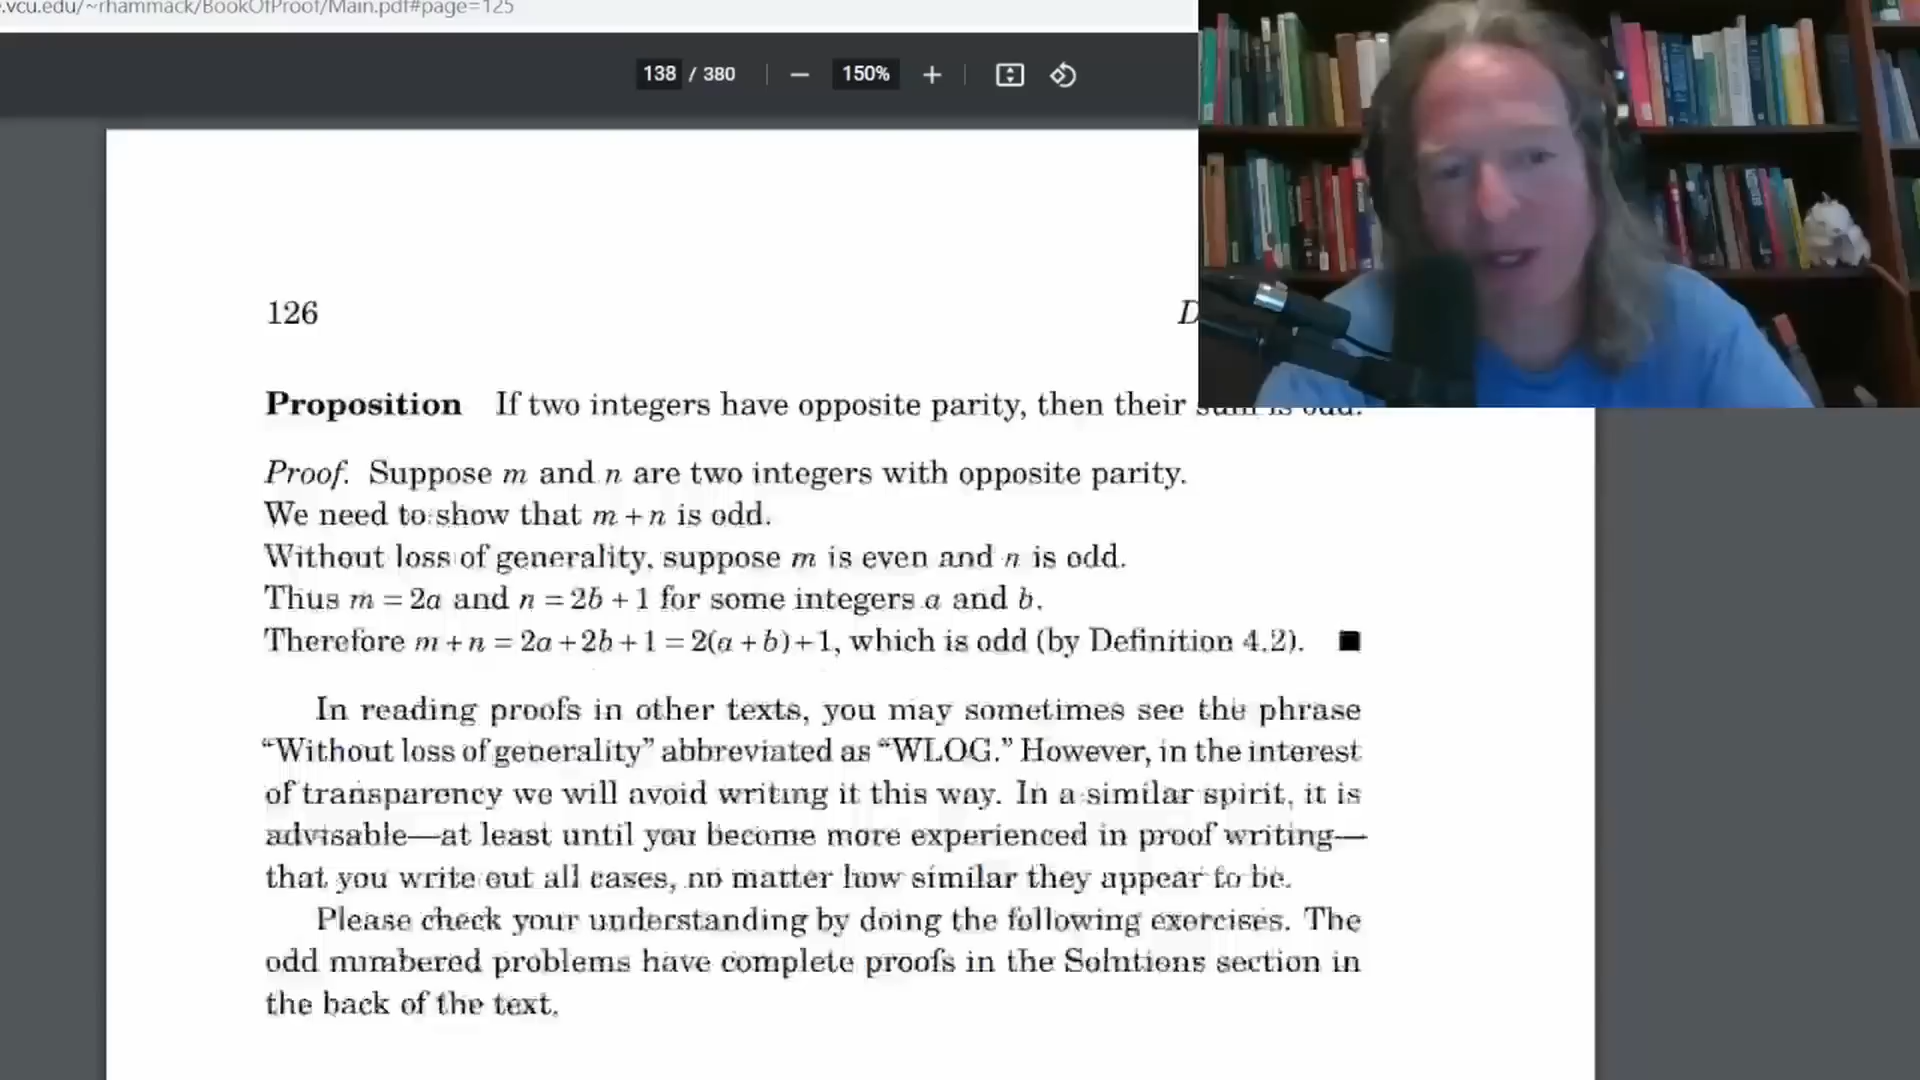 .vcu.edu/~rhammack/BookOfProof/Main.pdf#page=125
138 / 380 − 150% +
126 D
Proposition If two integers have opposite parity, then their sum is odd.
Proof. Suppose m and n are two integers with opposite parity.
We need to show that m + n is odd.
Without loss of generality, suppose m is even and n is odd.
Thus m = 2a and n = 2b + 1 for some integers a and b.
Therefore m + n = 2a + 2b + 1 = 2(a + b) + 1, which is odd (by Definition 4.2). ■
In reading proofs in other texts, you may sometimes see the phrase
“Without loss of generality” abbreviated as “WLOG.” However, in the interest
of transparency we will avoid writing it this way. In a similar spirit, it is
advisable—at least until you become more experienced in proof writing—
that you write out all cases, no matter how similar they appear to be.
Please check your understanding by doing the following exercises. The
odd numbered problems have complete proofs in the Solutions section in
the back of the text.